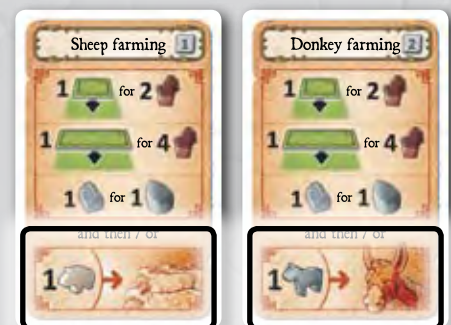 Sheep farming 1
1 for 2
1 for 4
1 for 1
and then / or
1
Donkey farming 2
1 for 2
1 for 4
1 for 1
and then / or
1